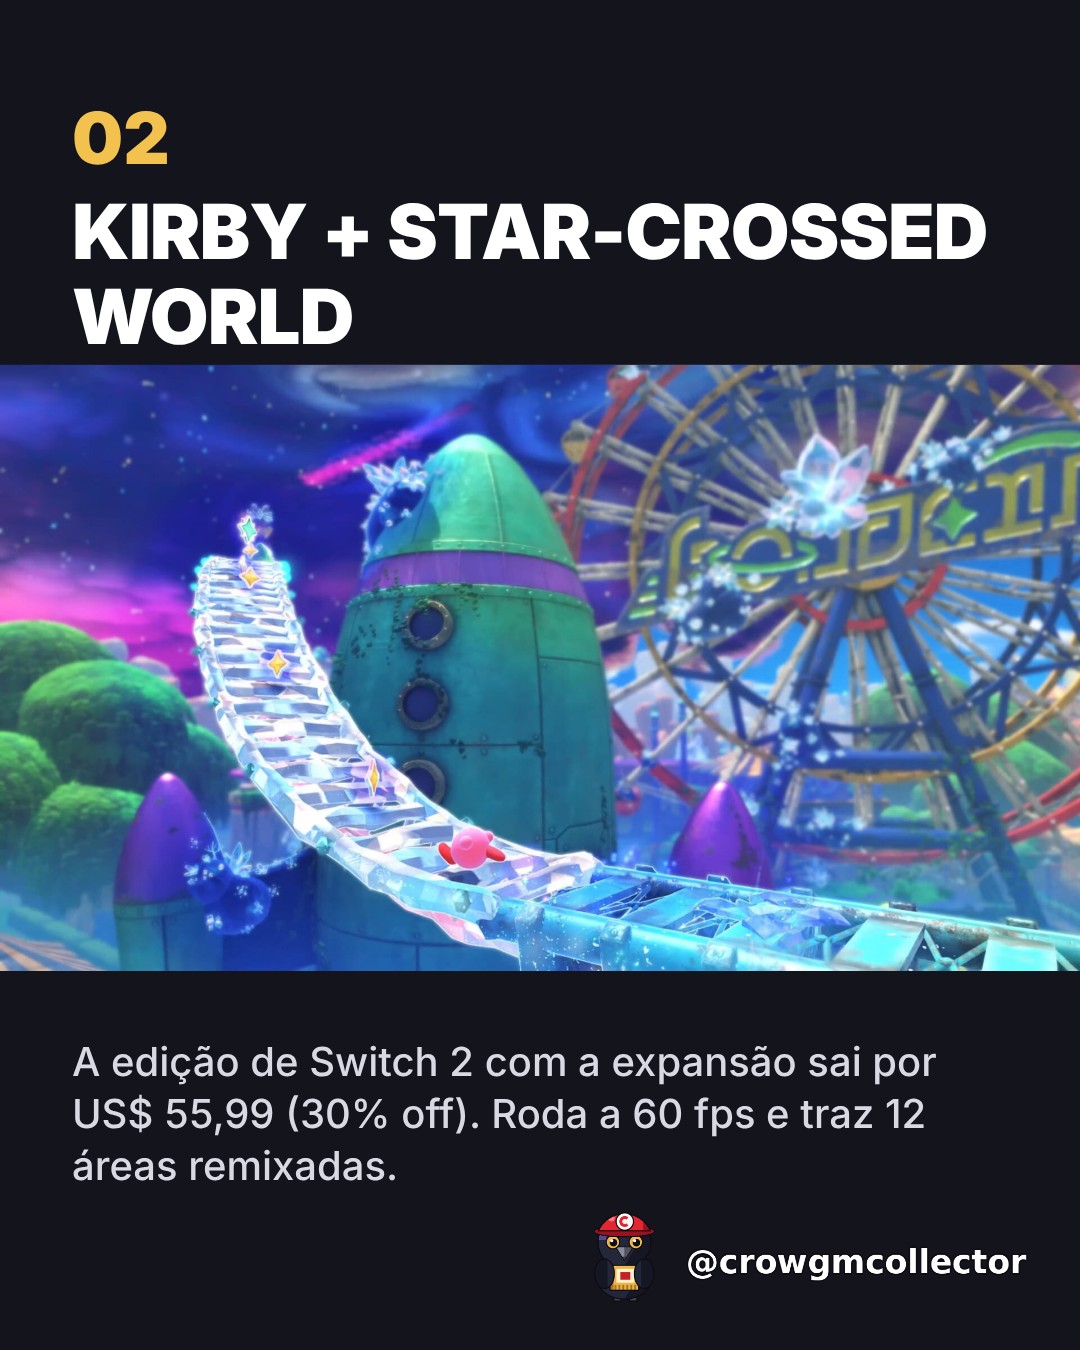 02
KIRBY + STAR-CROSSED
WORLD
A edição de Switch 2 com a expansão sai por
US$ 55,99 (30% off). Roda a 60 fps e traz 12
áreas remixadas.
C
@crowgmcollector